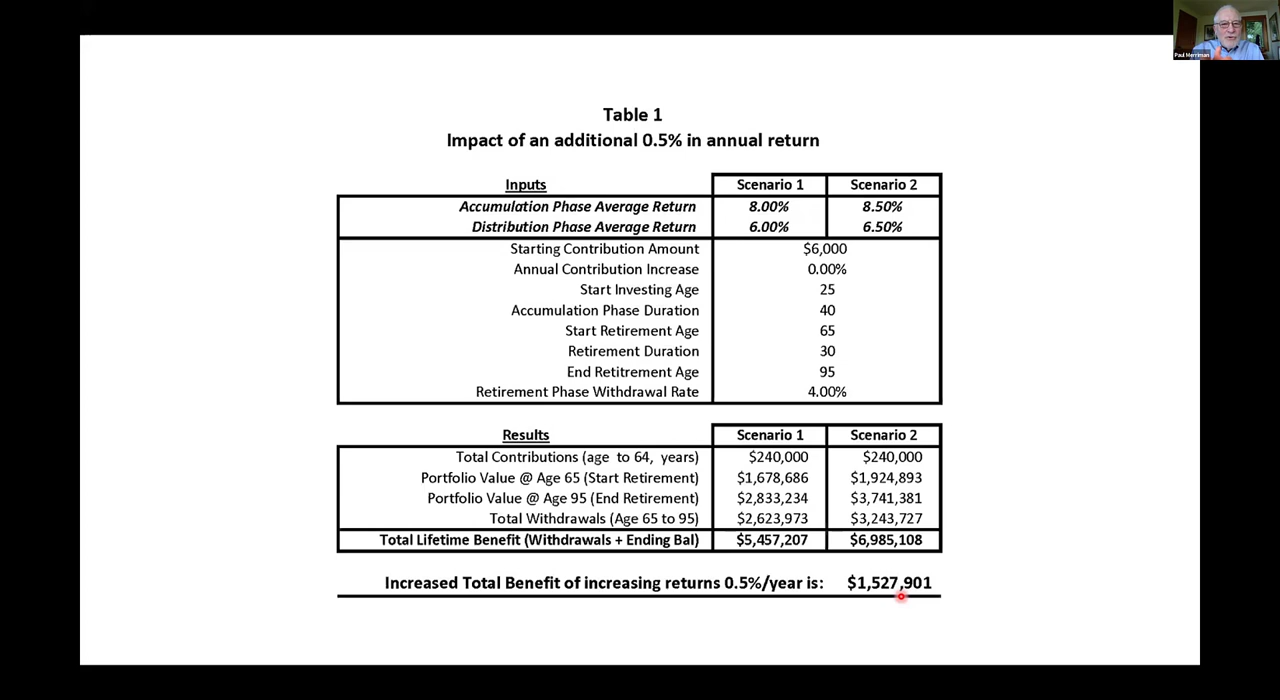 Paul Merriman
Table 1
Impact of an additional 0.5% in annual return
Inputs Scenario 1 Scenario 2
Accumulation Phase Average Return 8.00% 8.50%
Distribution Phase Average Return 6.00% 6.50%
Starting Contribution Amount $6,000
Annual Contribution Increase 0.00%
Start Investing Age 25
Accumulation Phase Duration 40
Start Retirement Age 65
Retirement Duration 30
End Retitrement Age 95
Retirement Phase Withdrawal Rate 4.00%
Results Scenario 1 Scenario 2
Total Contributions (age to 64, years) $240,000 $240,000
Portfolio Value @ Age 65 (Start Retirement) $1,678,686 $1,924,893
Portfolio Value @ Age 95 (End Retirement) $2,833,234 $3,741,381
Total Withdrawals (Age 65 to 95) $2,623,973 $3,243,727
Total Lifetime Benefit (Withdrawals + Ending Bal) $5,457,207 $6,985,108
Increased Total Benefit of increasing returns 0.5%/year is: $1,527,901